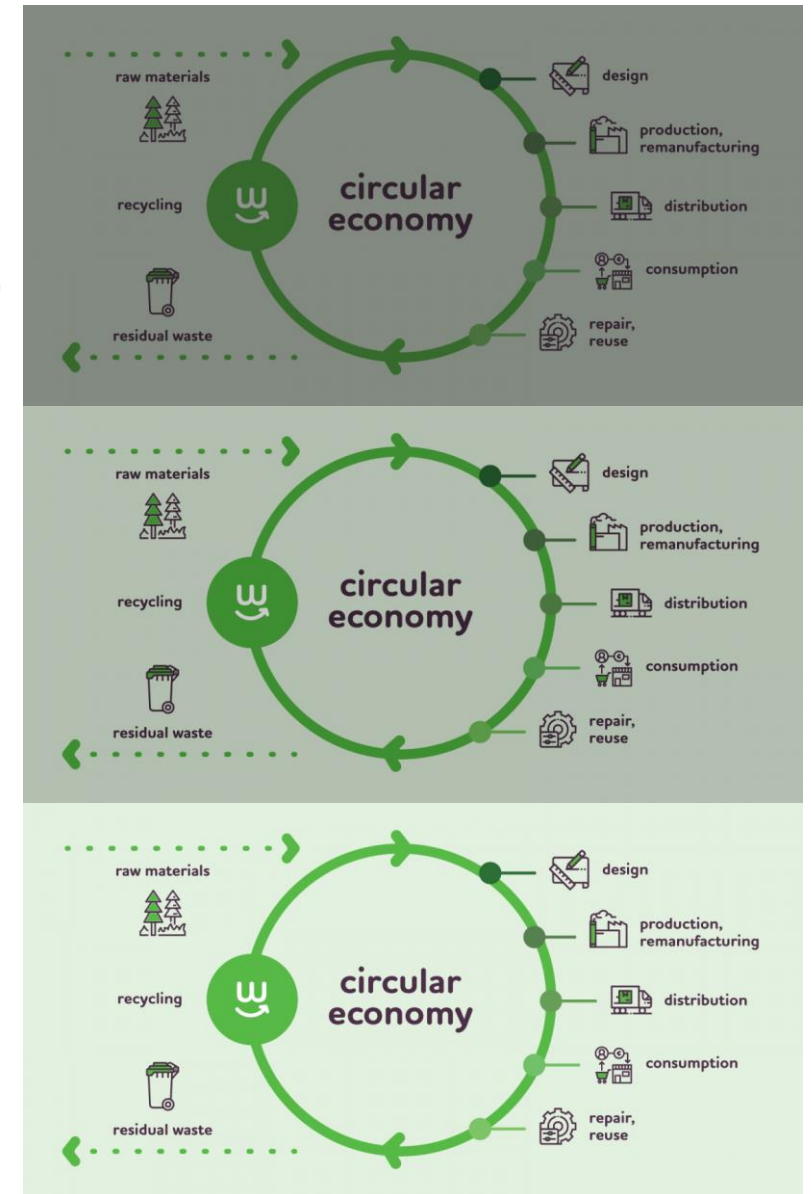 raw materials
design
production,
remanufacturing
circular
economy
recycling
distribution
consumption
residual waste
repair,
reuse
raw materials
design
production,
remanufacturing
circular
economy
recycling
distribution
consumption
residual waste
repair,
reuse
raw materials
design
production,
remanufacturing
circular
economy
recycling
distribution
consumption
residual waste
repair,
reuse